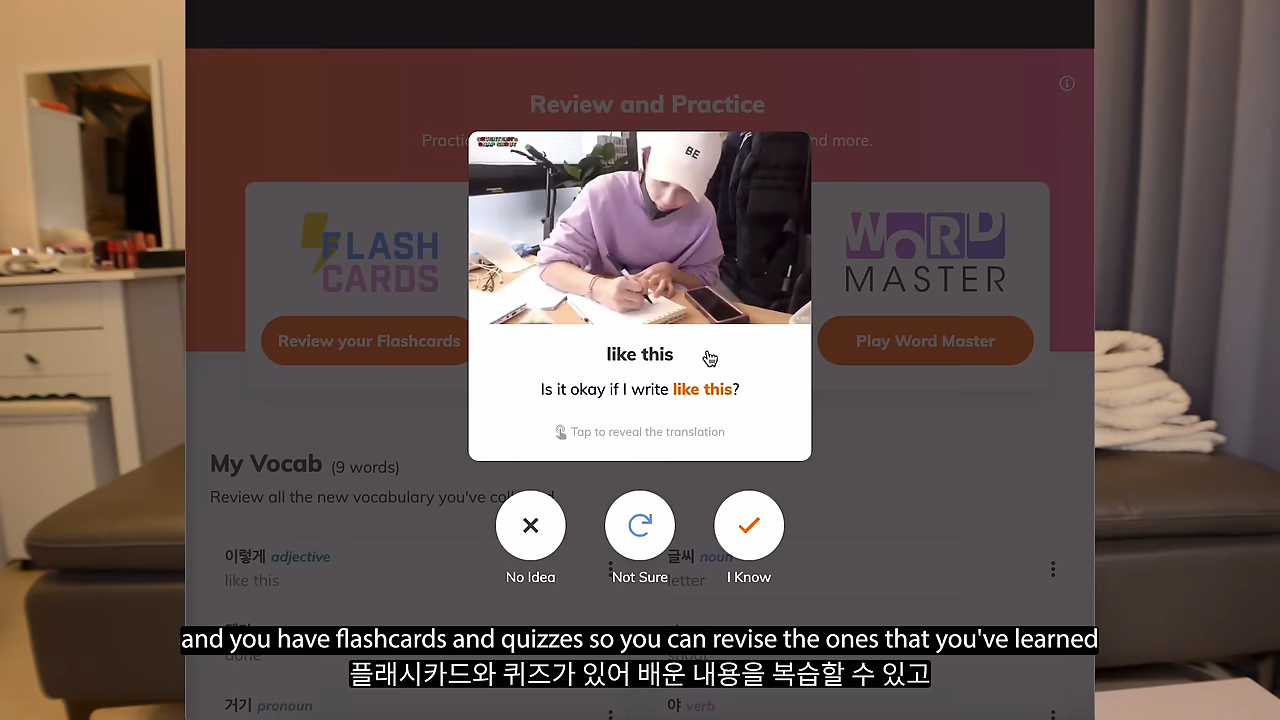 Review and Practice
nd more.
BE
FLASH
CARDS
WORD
MASTER
Review your Flashcards
Play Word Master
like this
Is it okay if I write like this?
Tap to reveal the translation
My Vocab (9 words)
Review all the new vocabulary you've
이렇게 adjective
like this
글씨 noun
No Idea
Not Sure
I Know
and you have flashcards and quizzes so you can revise the ones that you've learned
플래시카드와 퀴즈가 있어 배운 내용을 복습할 수 있고
거기 pronoun
야 verb